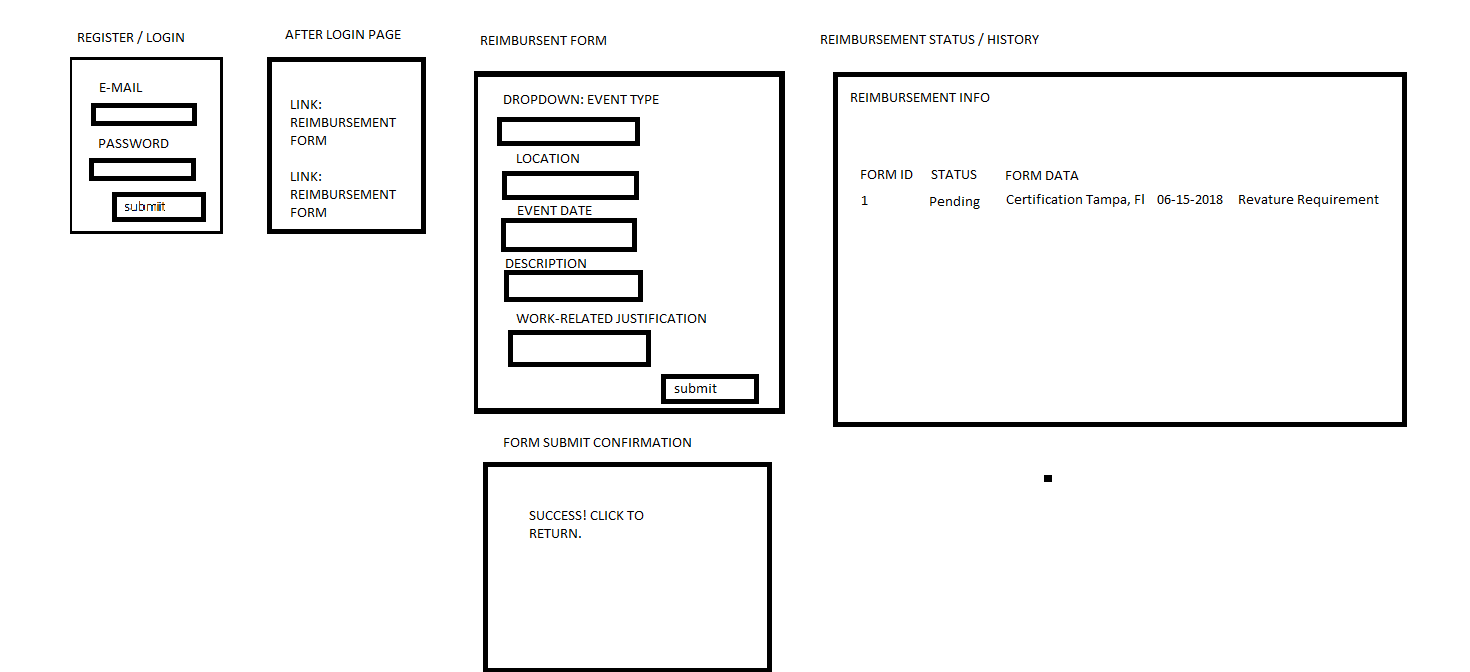 REGISTER / LOGIN
E-MAIL
PASSWORD
submiit
AFTER LOGIN PAGE
LINK:
REIMBURSEMENT
FORM
LINK:
REIMBURSEMENT
FORM
REIMBURSENT FORM
DROPDOWN: EVENT TYPE
LOCATION
EVENT DATE
DESCRIPTION
WORK-RELATED JUSTIFICATION
submit
FORM SUBMIT CONFIRMATION
SUCCESS! CLICK TO
RETURN.
REIMBURSEMENT STATUS / HISTORY
REIMBURSEMENT INFO
FORM ID STATUS FORM DATA
1 Pending Certification Tampa, Fl 06-15-2018 Revature Requirement